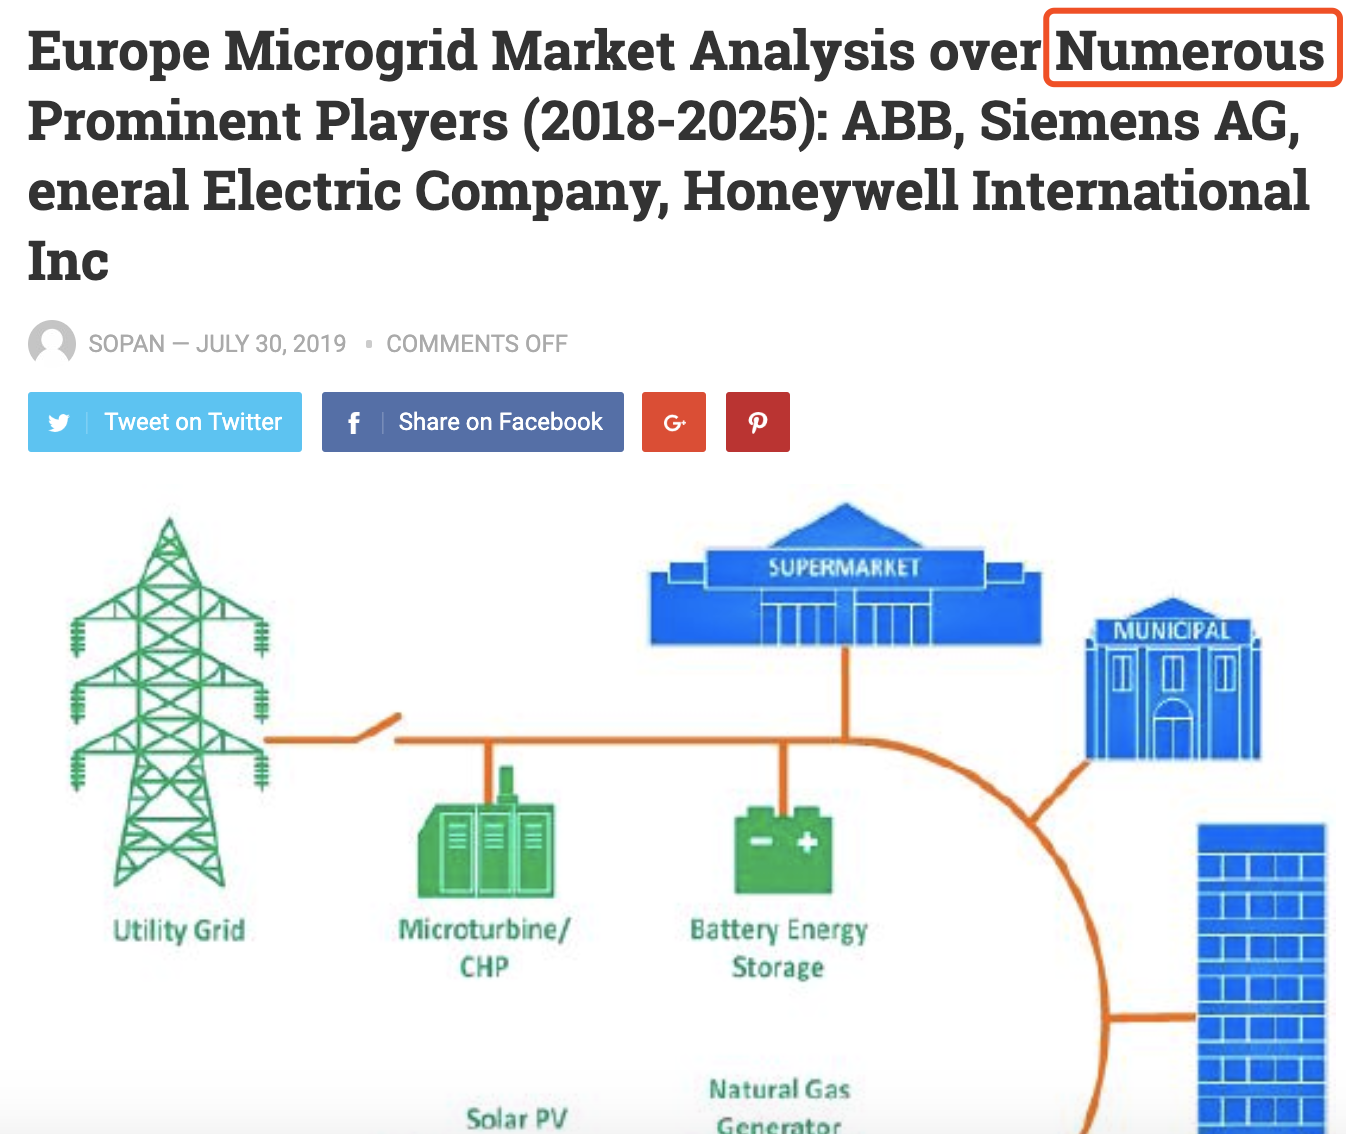 Europe Microgrid Market Analysis over Numerous
Prominent Players (2018-2025): ABB, Siemens AG,
eneral Electric Company, Honeywell International
Inc
SOPAN — JULY 30, 2019 ▪ COMMENTS OFF
Tweet on Twitter
Share on Facebook
G+
SUPERMARKET
MUNICIPAL
Utility Grid
Microturbine/
CHP
Battery Energy
Storage
Natural Gas
Generator
Solar PV